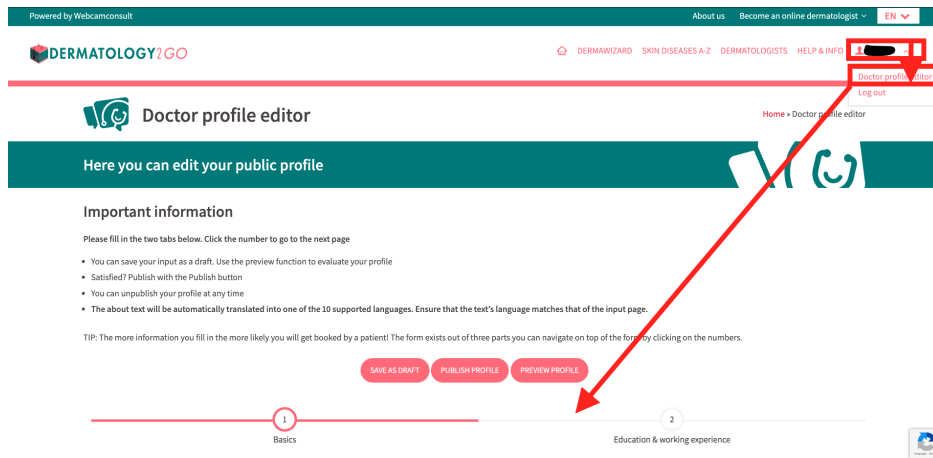 Powered by Webcamconsult
About us Become an online dermatologist EN
DERMATOLOGY2GO
DERMAWIZARD SKIN DISEASES A-Z DERMATOLOGISTS HELP & INFO
Doctor profile editor
Log out
Doctor profile editor
Home » Doctor profile editor
Here you can edit your public profile
Important information
Please fill in the two tabs below. Click the number to go to the next page
• You can save your input as a draft. Use the preview function to evaluate your profile
• Satisfied? Publish with the Publish button
• You can unpublish your profile at any time
• The about text will be automatically translated into one of the 10 supported languages. Ensure that the text's language matches that of the input page.
TIP: The more information you fill in the more likely you will get booked by a patient! The form exists out of three parts you can navigate on top of the form by clicking on the numbers.
SAVE AS DRAFT PUBLISH PROFILE PREVIEW PROFILE
1 2
Basics Education & working experience